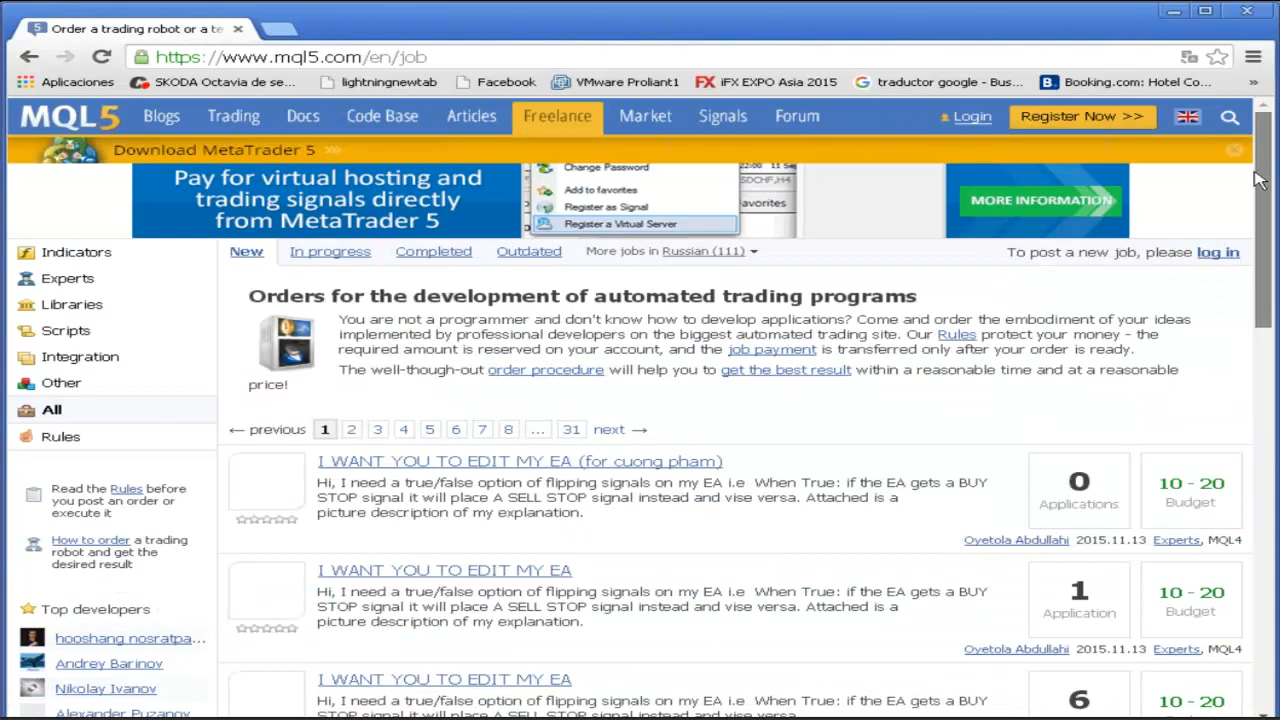 Order a trading robot or a te
https://www.mql5.com/en/job
Aplicaciones
SKODA Octavia de se...
lightningnewtab
Facebook
VMware Proliant1
FX iFX EXPO Asia 2015
traductor google - Bus...
B. Booking.com: Hotel Co...
»
MQL5 Blogs Trading Docs Code Base Articles Freelance Market Signals Forum Login Register Now >>
Download MetaTrader 5
Pay for virtual hosting and
trading signals directly
from MetaTrader 5
Change Password
Add to favorites
Register as Signal
Register a Virtual Server
SDCHF,H4
avorites
MORE INFORMATION
Indicators
Experts
Libraries
Scripts
Integration
Other
All
Rules
Read the Rules before
you post an order or
execute it
How to order a trading
robot and get the
desired result
Top developers
hooshang nosratpa...
Andrey Barinov
Nikolay Ivanov
Alexander Puzanov
New In progress Completed Outdated More jobs in Russian (111) To post a new job, please log in
Orders for the development of automated trading programs
You are not a programmer and don't know how to develop applications? Come and order the embodiment of your ideas
implemented by professional developers on the biggest automated trading site. Our Rules protect your money - the
required amount is reserved on your account, and the job payment is transferred only after your order is ready.
The well-though-out order procedure will help you to get the best result within a reasonable time and at a reasonable
price!
← previous 1 2 3 4 5 6 7 8 ... 31 next →
I WANT YOU TO EDIT MY EA (for cuong pham)
Hi, I need a true/false option of flipping signals on my EA i.e When True: if the EA gets a BUY
STOP signal it will place A SELL STOP signal instead and vise versa. Attached is a
picture description of my explanation.
0
Applications
10 - 20
Budget
Oyetola Abdullahi 2015.11.13 Experts, MQL4
I WANT YOU TO EDIT MY EA
Hi, I need a true/false option of flipping signals on my EA i.e When True: if the EA gets a BUY
STOP signal it will place A SELL STOP signal instead and vise versa. Attached is a
picture description of my explanation.
1
Application
10 - 20
Budget
Oyetola Abdullahi 2015.11.13 Experts, MQL4
I WANT YOU TO EDIT MY EA
Hi, I need a true/false option of flipping signals on my EA i.e When True: if the EA gets a BUY
6
10 - 20